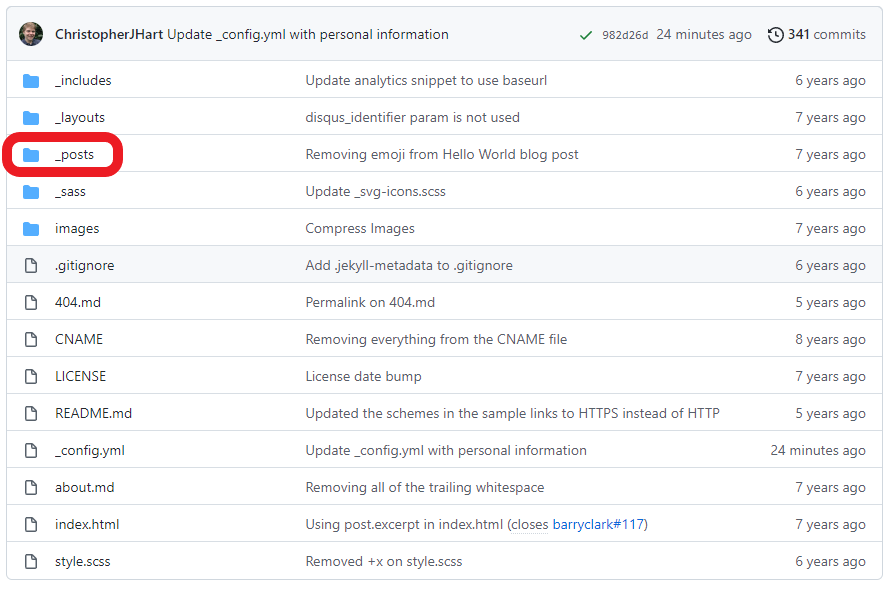 ChristopherJHart Update _config.yml with personal information 982d26d 24 minutes ago 341 commits
_includes Update analytics snippet to use baseurl 6 years ago
_layouts disqus_identifier param is not used 7 years ago
_posts Removing emoji from Hello World blog post 7 years ago
_sass Update _svg-icons.scss 6 years ago
images Compress Images 7 years ago
.gitignore Add .jekyll-metadata to .gitignore 6 years ago
404.md Permalink on 404.md 5 years ago
CNAME Removing everything from the CNAME file 8 years ago
LICENSE License date bump 7 years ago
README.md Updated the schemes in the sample links to HTTPS instead of HTTP 5 years ago
_config.yml Update _config.yml with personal information 24 minutes ago
about.md Removing all of the trailing whitespace 7 years ago
index.html Using post.excerpt in index.html (closes barryclark#117) 7 years ago
style.scss Removed +x on style.scss 6 years ago